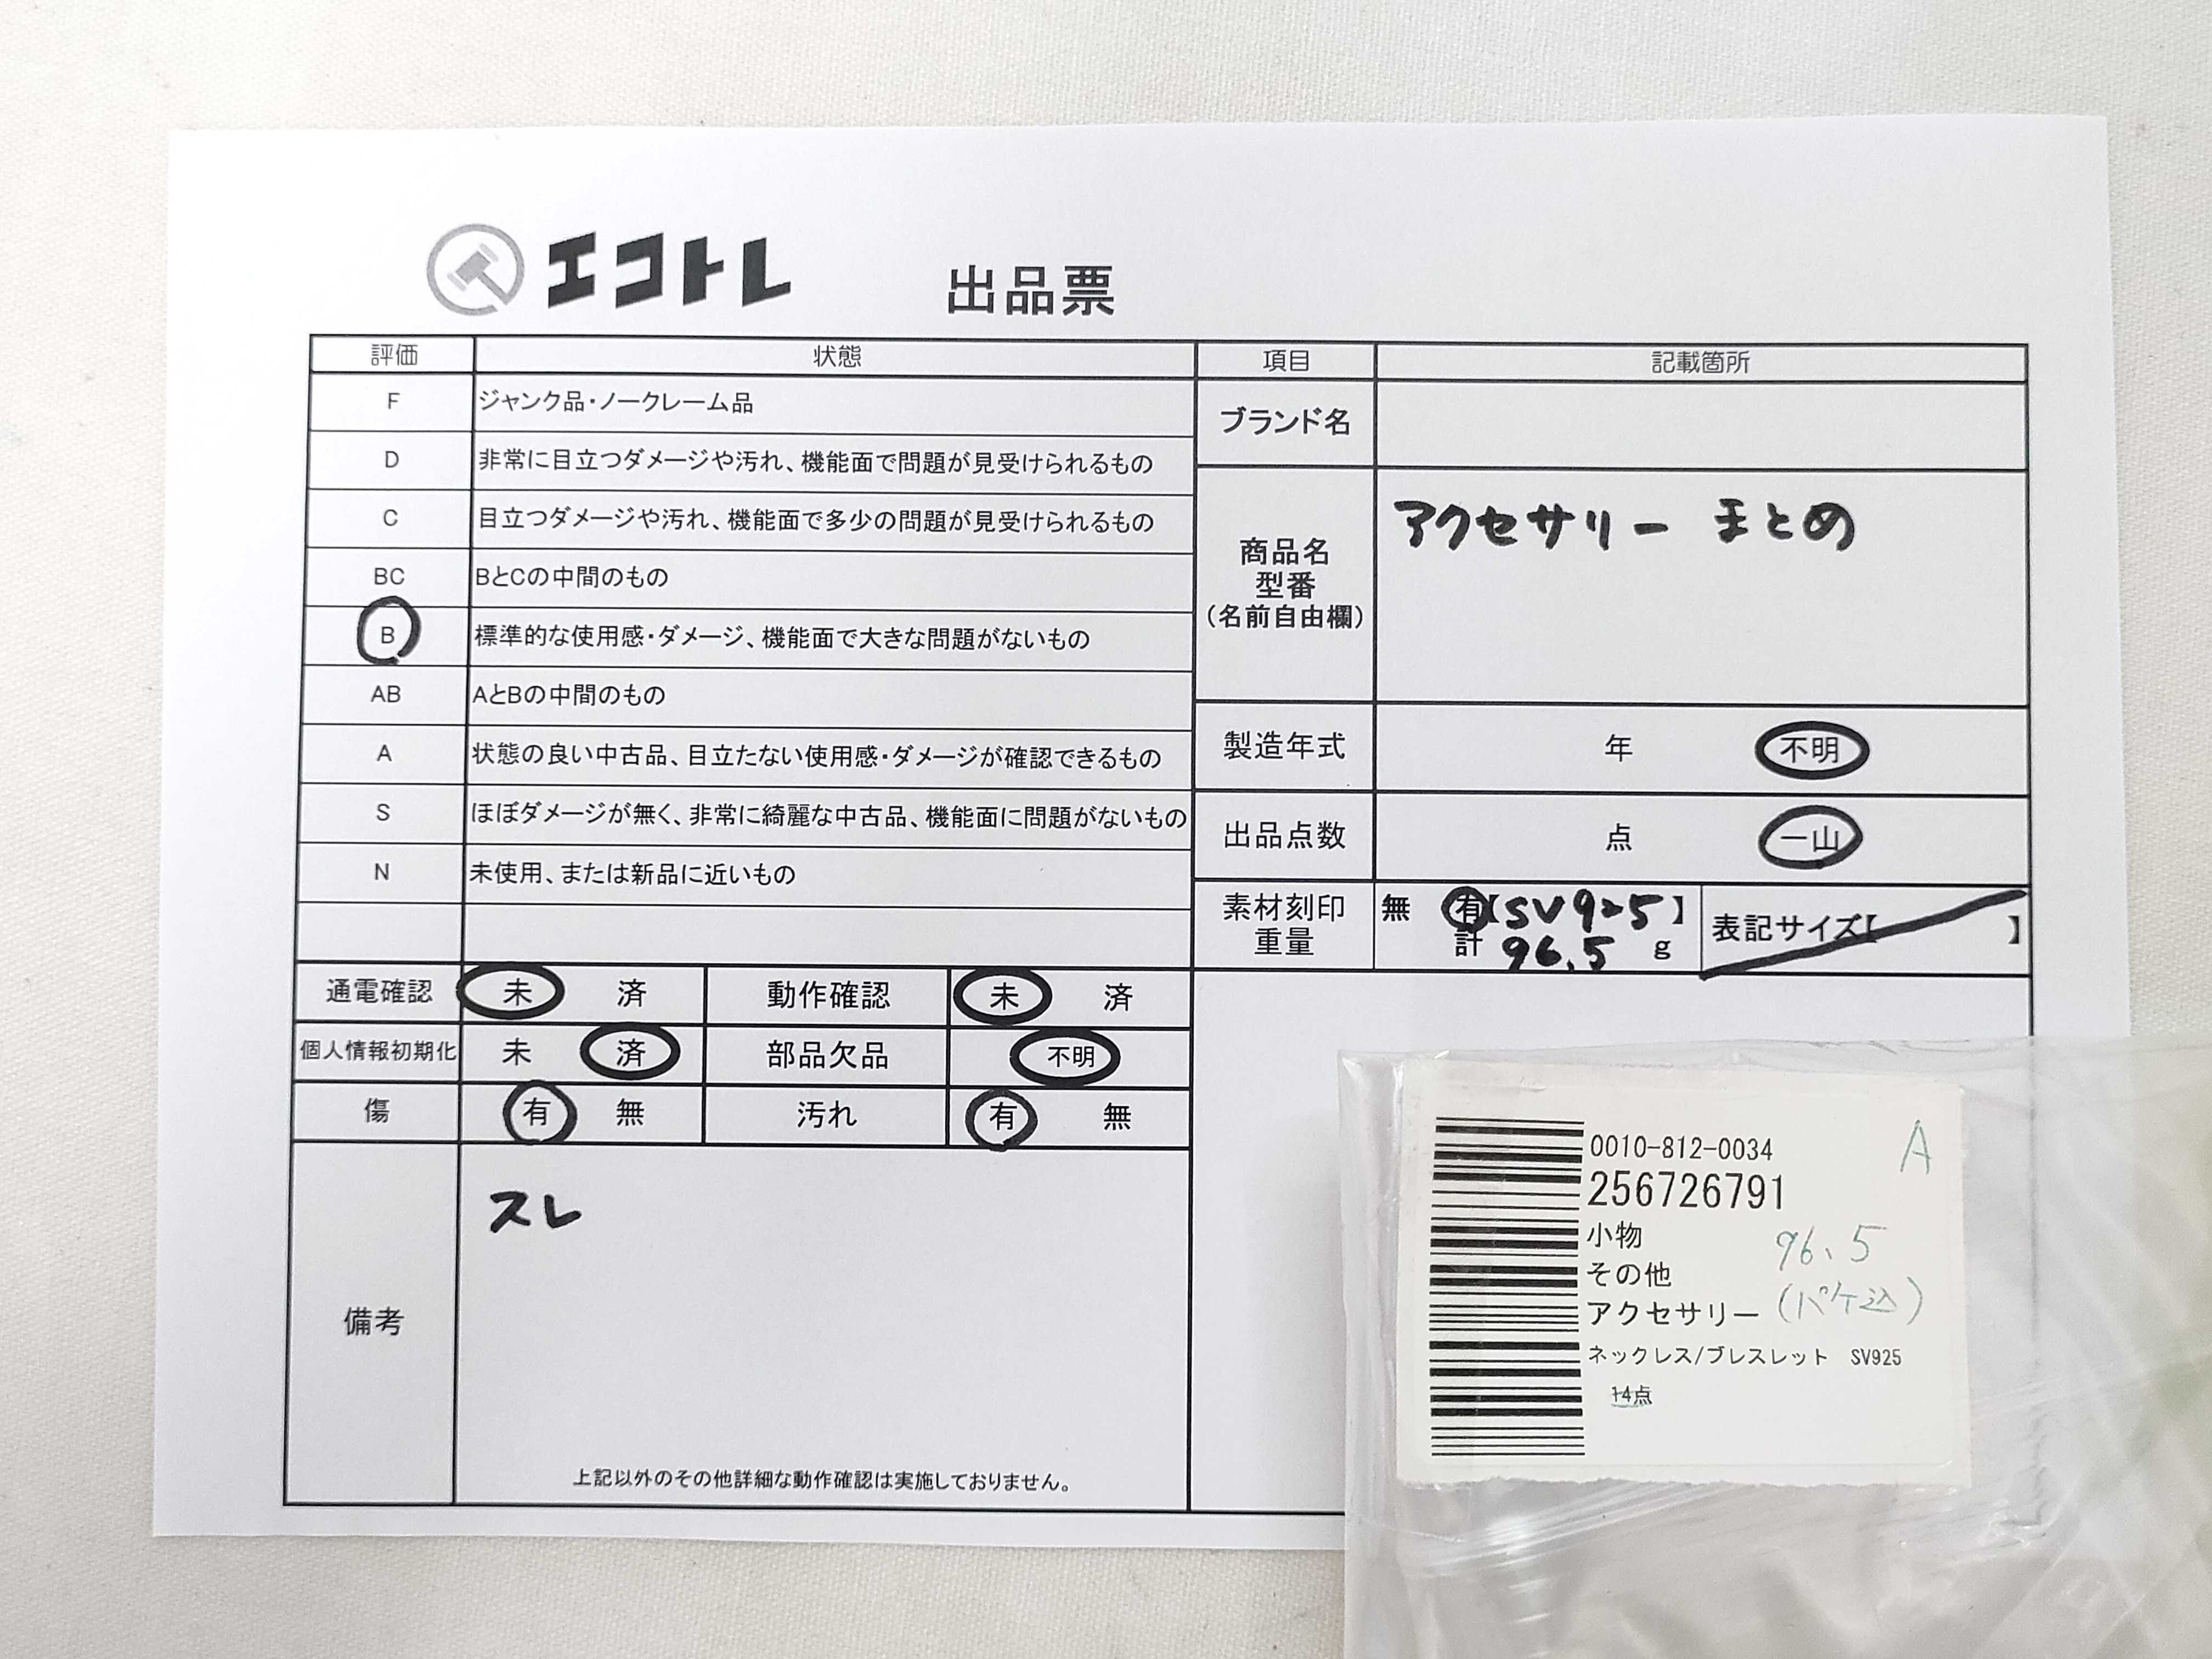 エコトレ 出品票
評価 状態 項目 記載箇所
F ジャンク品・ノークレーム品
D 非常に目立つダメージや汚れ、機能面で問題が見受けられるもの
C 目立つダメージや汚れ、機能面で多少の問題が見受けられるもの
BC BとCの中間のもの
B 標準的な使用感・ダメージ、機能面で大きな問題がないもの
AB AとBの中間のもの
A 状態の良い中古品、目立たない使用感・ダメージが確認できるもの
S ほぼダメージが無く、非常に綺麗な中古品、機能面に問題がないもの
N 未使用、または新品に近いもの
ブランド名
商品名
型番
(名前自由欄)
アクセサリー まとめ
製造年式 年 不明
出品点数 点 一山
素材刻印
重量
無 有【SV925】
計 96.5 g
表記サイズ【 】
通電確認 未 済 動作確認 未 済
個人情報初期化 未 済 部品欠品 不明
傷 有 無 汚れ 有 無
備考
スレ
上記以外のその他詳細な動作確認は実施しておりません。
0010-812-0034 A
256726791
小物 96.5
その他
アクセサリー (パケ込)
ネックレス/ブレスレット SV925
14点